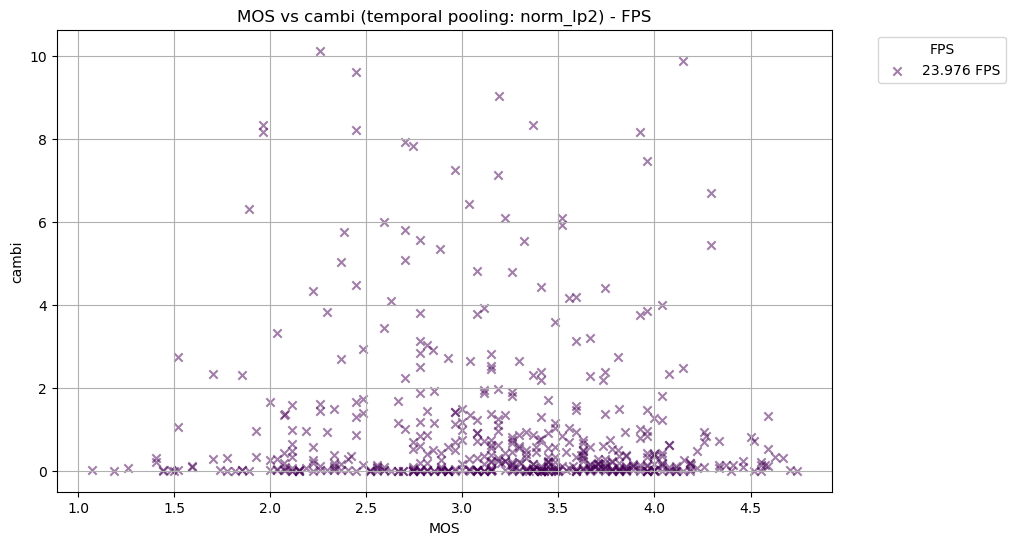 MOS vs cambi (temporal pooling: norm_lp2) - FPS
FPS
23.976 FPS
cambi
10
8
6
4
2
0
1.0 1.5 2.0 2.5 3.0 3.5 4.0 4.5
MOS